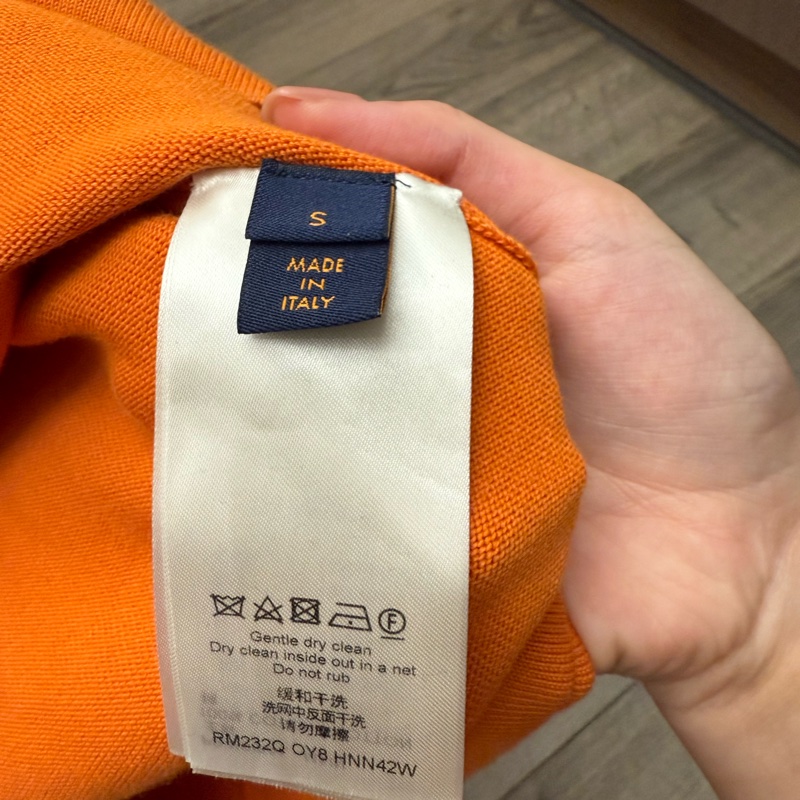 S
MADE
IN
ITALY
F
Gentle dry clean
Dry clean inside out in a net
Do not rub
缓和干洗
洗网中反面干洗
请勿摩擦
RM232Q OY8 HNN42W